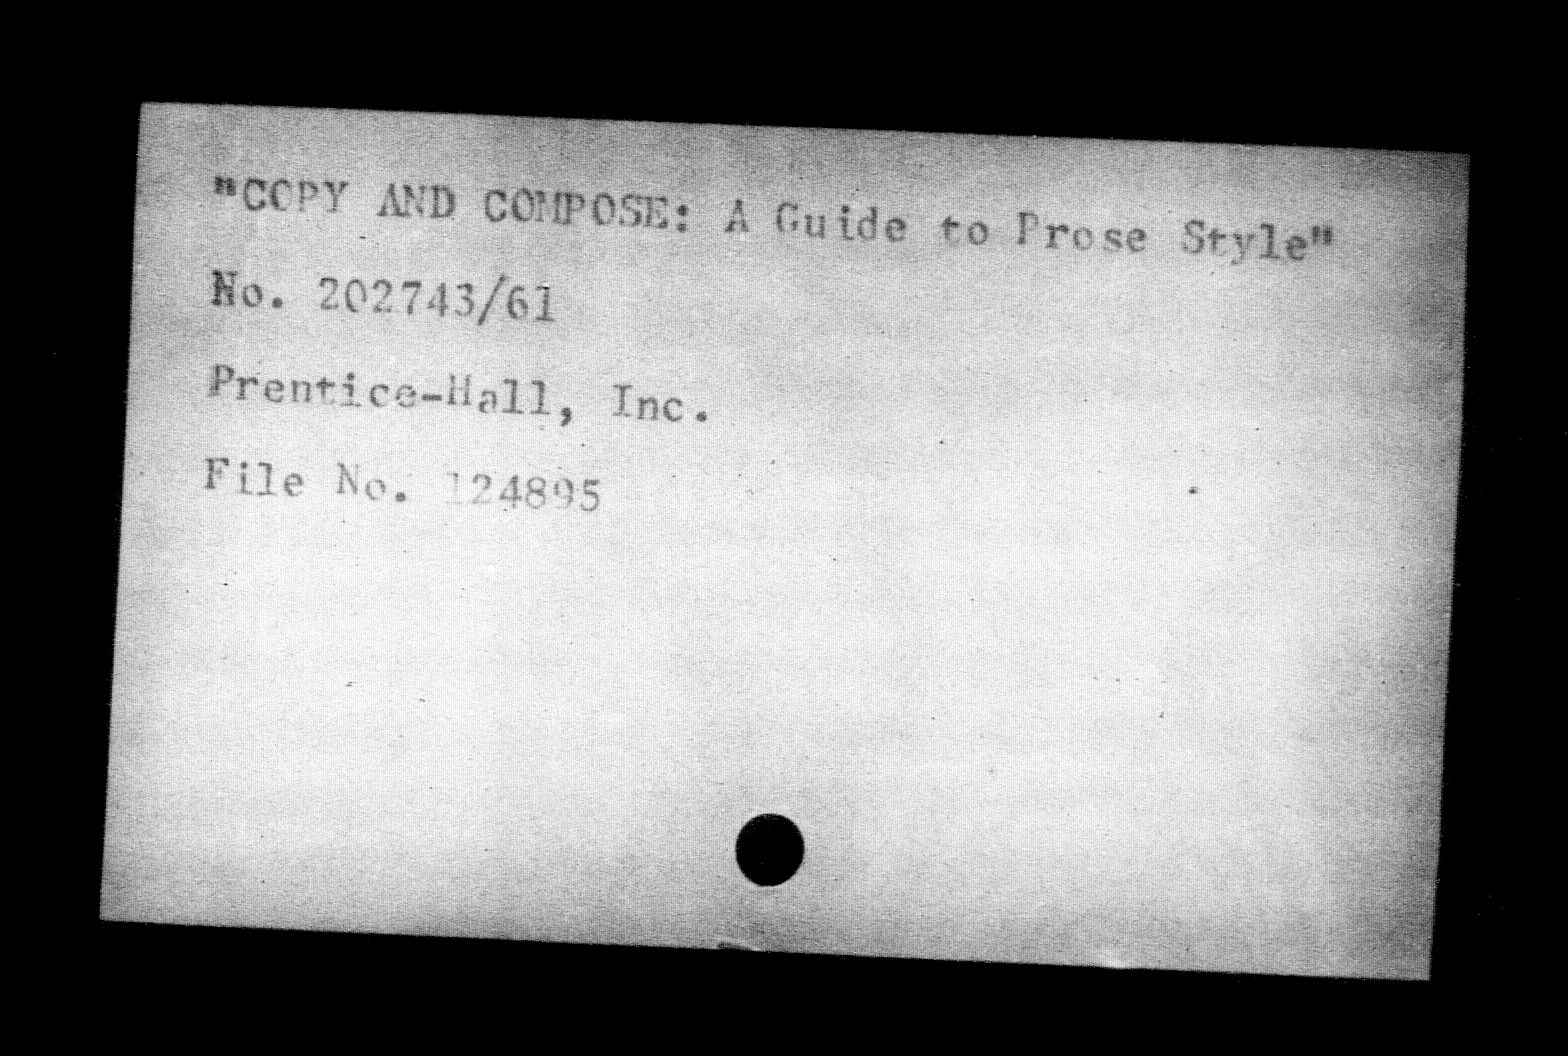 "COPY AND COMPOSE: A Guide to Prose Style"
No. 202743/61
Prentice-Hall, Inc.
File No. 124895